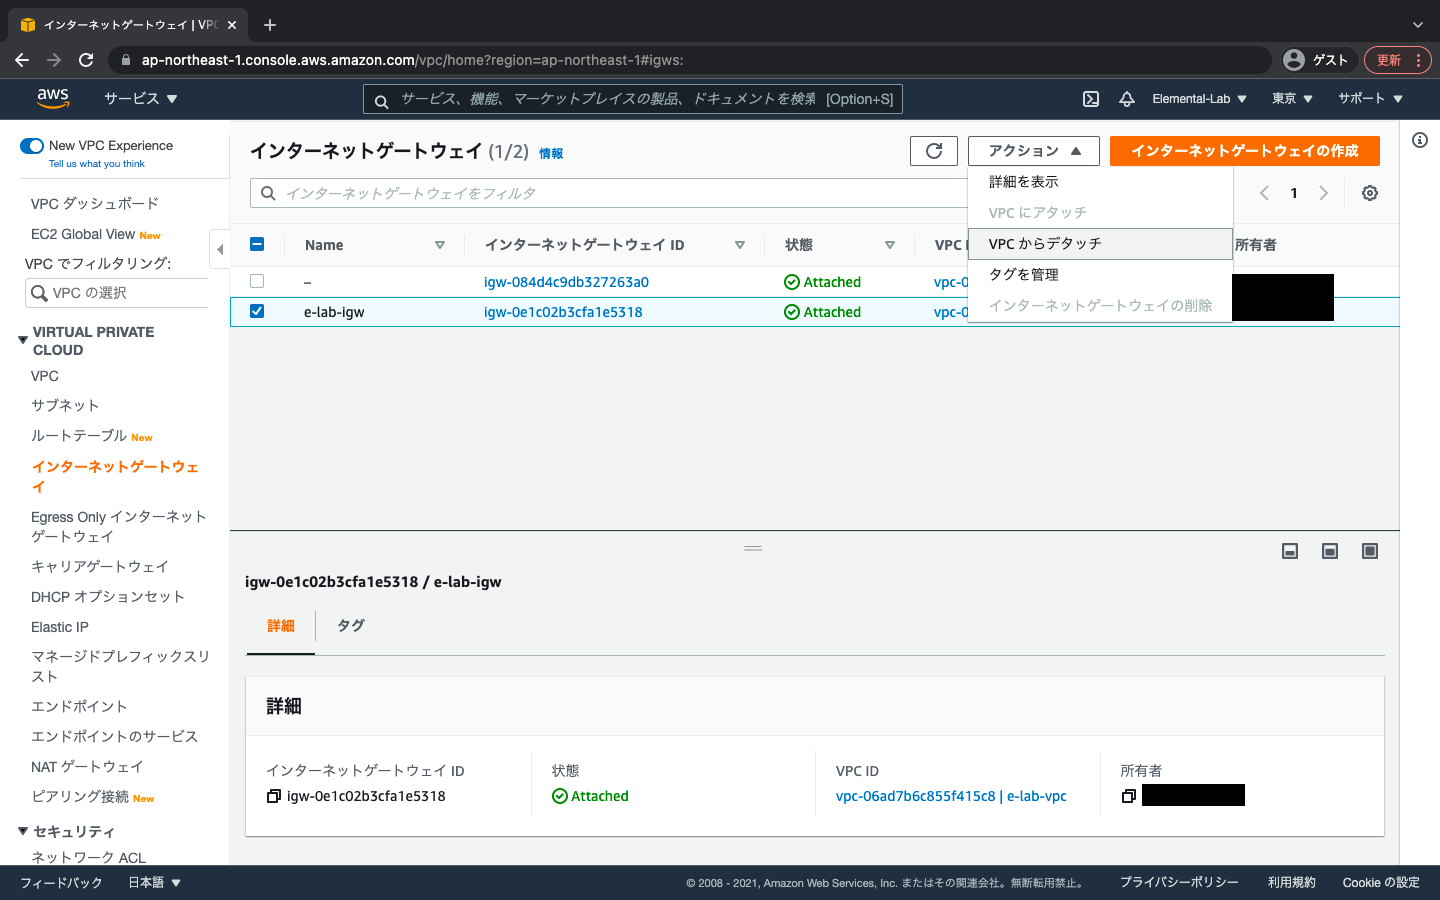 インターネットゲートウェイ | VPC
ap-northeast-1.console.aws.amazon.com/vpc/home?region=ap-northeast-1#igws:
ゲスト
更新
aws
サービス
サービス、機能、マーケットプレイスの製品、ドキュメントを検索 [Option+S]
Elemental-Lab
東京
サポート
New VPC Experience
Tell us what you think
VPC ダッシュボード
EC2 Global View New
VPC でフィルタリング:
VPC の選択
VIRTUAL PRIVATE
CLOUD
VPC
サブネット
ルートテーブル New
インターネットゲートウェ
イ
Egress Only インターネット
ゲートウェイ
キャリアゲートウェイ
DHCP オプションセット
Elastic IP
マネージドプレフィックスリ
スト
エンドポイント
エンドポイントのサービス
NAT ゲートウェイ
ピアリング接続 New
セキュリティ
ネットワーク ACL
インターネットゲートウェイ (1/2) 情報
アクション
インターネットゲートウェイの作成
インターネットゲートウェイをフィルタ
1
詳細を表示
VPC にアタッチ
VPC からデタッチ
タグを管理
インターネットゲートウェイの削除
Name インターネットゲートウェイ ID 状態 VPC 所有者
– igw-084d4c9db327263a0 Attached vpc-0
e-lab-igw igw-0e1c02b3cfa1e5318 Attached vpc-0
igw-0e1c02b3cfa1e5318 / e-lab-igw
詳細 タグ
詳細
インターネットゲートウェイ ID
igw-0e1c02b3cfa1e5318
状態
Attached
VPC ID
vpc-06ad7b6c855f415c8 | e-lab-vpc
所有者
フィードバック
日本語
© 2008 - 2021, Amazon Web Services, Inc. またはその関連会社。無断転用禁止。
プライバシーポリシー
利用規約
Cookie の設定